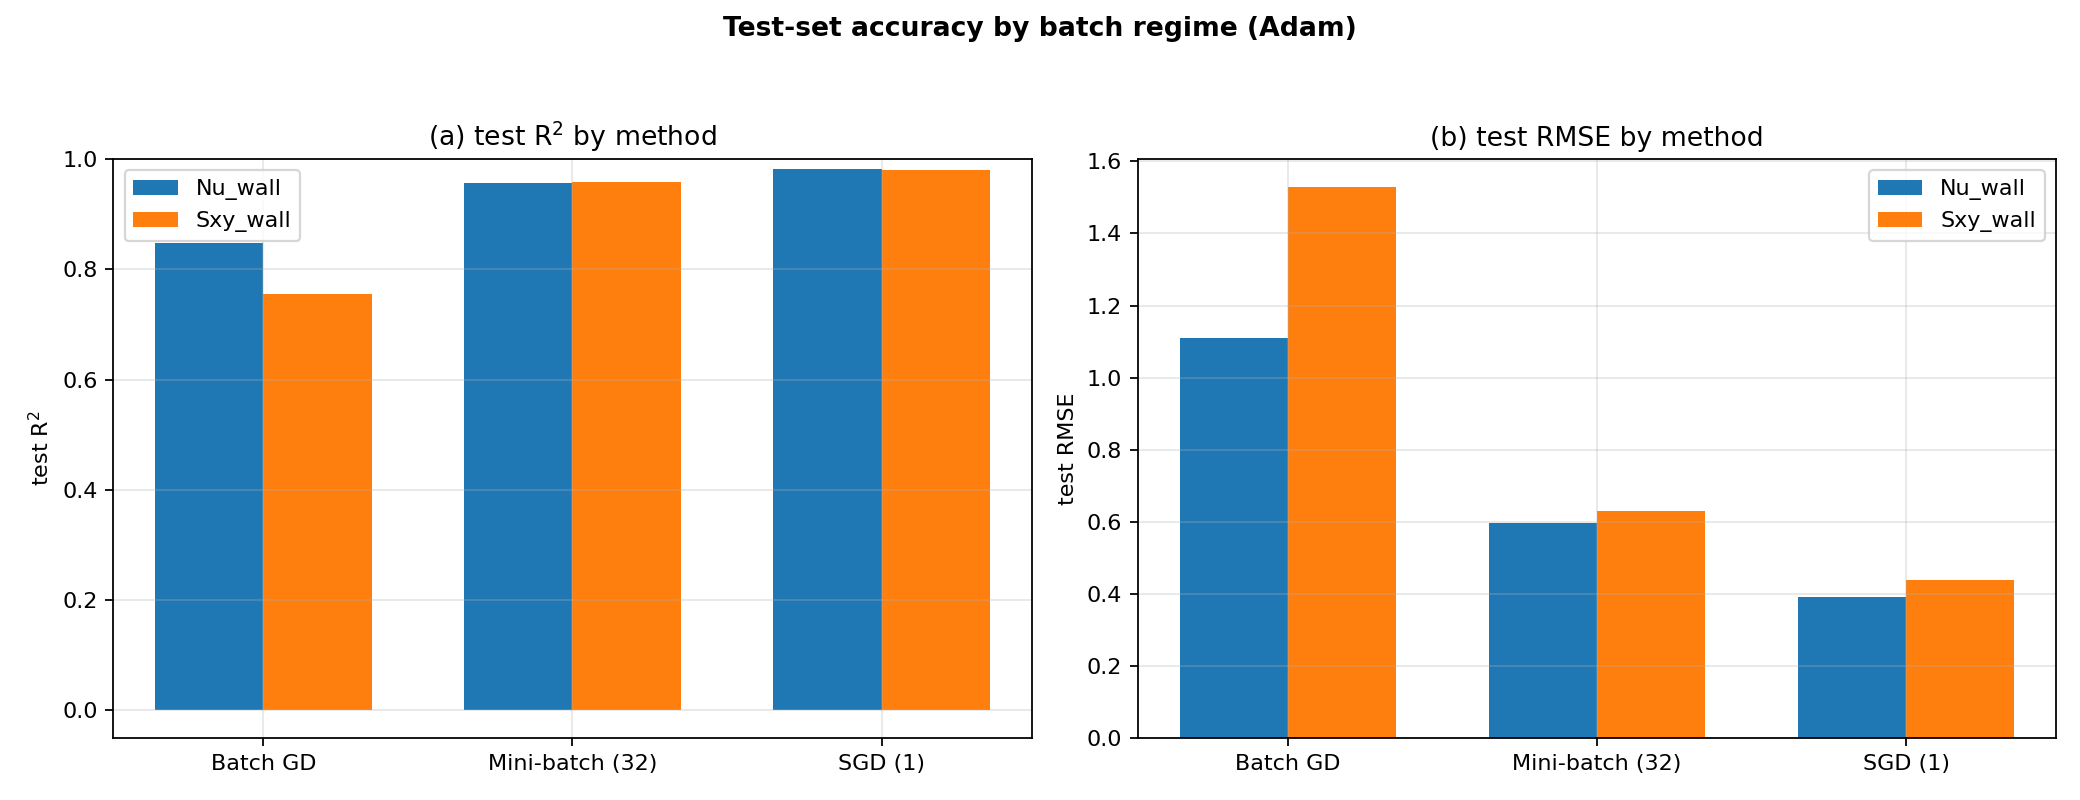 Test-set accuracy by batch regime (Adam)
(a) test R² by method
test R²
1.0
0.8
0.6
0.4
0.2
0.0
Nu_wall
Sxy_wall
Batch GD
Mini-batch (32)
SGD (1)
(b) test RMSE by method
test RMSE
1.6
1.4
1.2
1.0
0.8
0.6
0.4
0.2
0.0
Nu_wall
Sxy_wall
Batch GD
Mini-batch (32)
SGD (1)